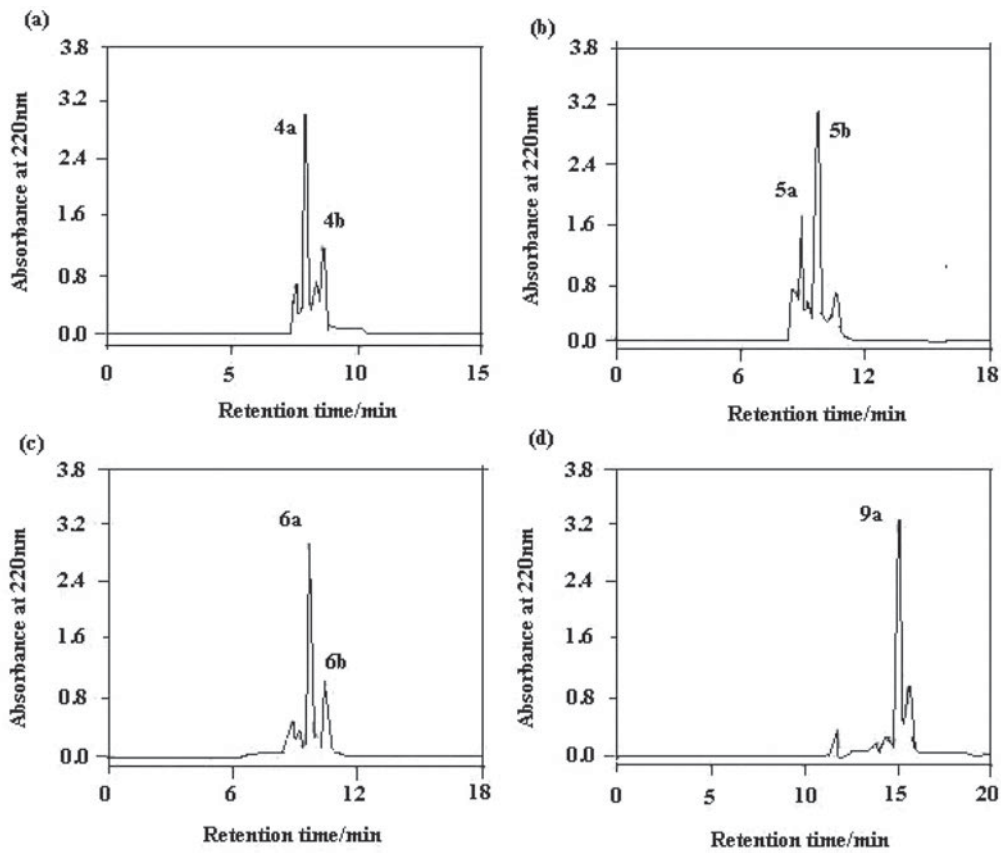 (a)
3.8
3.2
2.4
1.6
0.8
0.0
Absorbance at 220nm
4a
4b
0 5 10 15
Retention time/min
(b)
3.8
3.2
2.4
1.6
0.8
0.0
Absorbance at 220nm
5a
5b
0 6 12 18
Retention time/min
(c)
3.8
3.2
2.4
1.6
0.8
0.0
Absorbance at 220nm
6a
6b
0 6 12 18
Retention time/min
(d)
3.8
3.2
2.4
1.6
0.8
0.0
Absorbance at 220nm
9a
0 5 10 15 20
Retention time/min